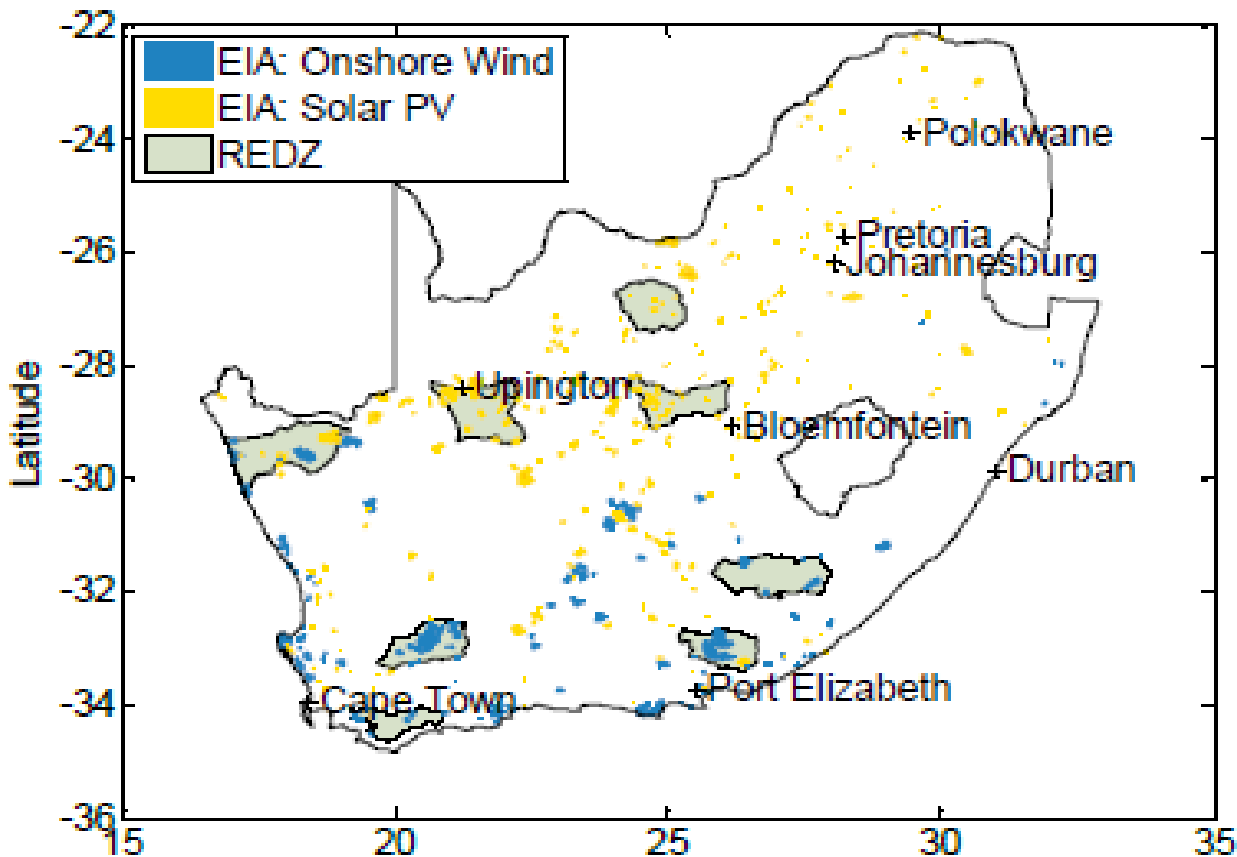 -22
EIA: Onshore Wind
EIA: Solar PV
REDZ
-24
Polokwane
Pretoria
-26
Johannesburg
-28
Upington
Bloemfontein
Latitude
Durban
-30
-32
Port Elizabeth
-34
Cape Town
-36
15
20
25
30
35